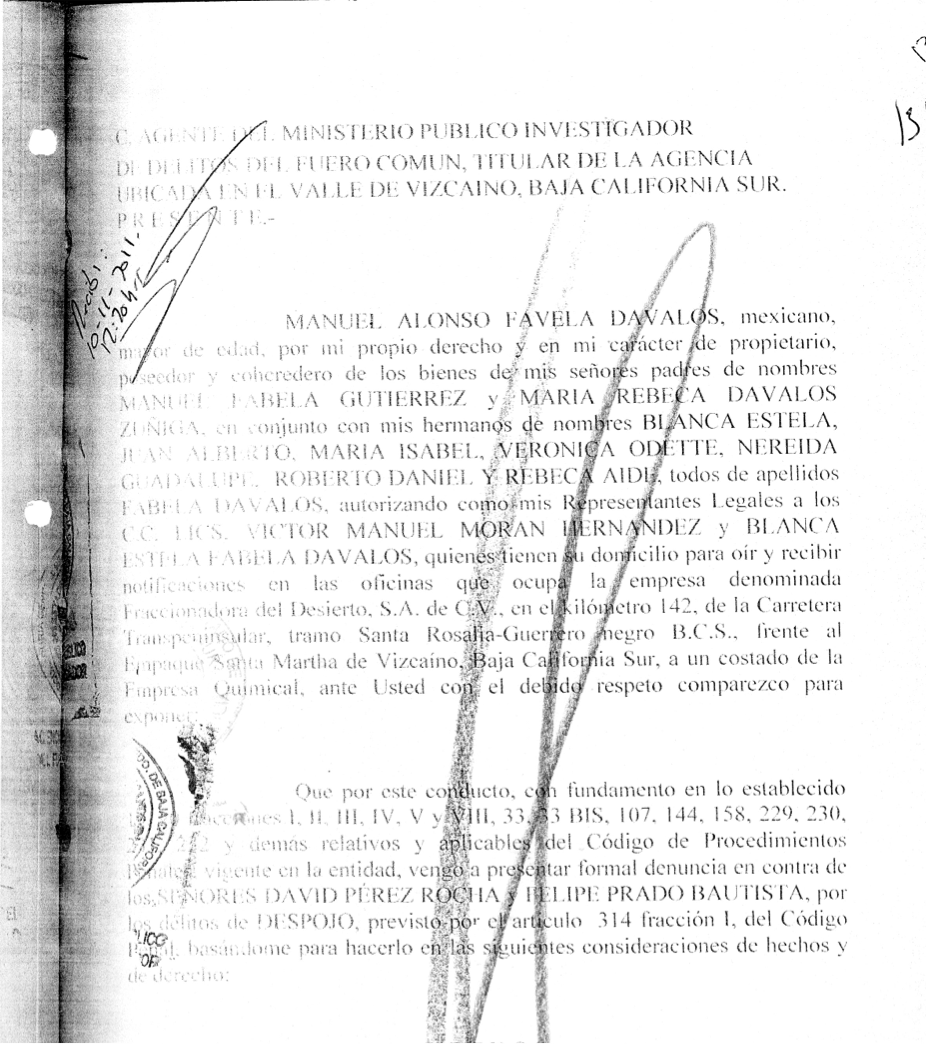 C. AGENTE DEL MINISTERIO PUBLICO INVESTIGADOR
DE DELITOS DEL FUERO COMUN, TITULAR DE LA AGENCIA
UBICADA EN EL VALLE DE VIZCAINO, BAJA CALIFORNIA SUR.
P R E S E N T E.-
Recibí:
10-11-2011.
12:20 hrs
MANUEL ALONSO FAVELA DAVALOS, mexicano,
mayor de edad, por mi propio derecho y en mi carácter de propietario,
poseedor y coheredero de los bienes de mis señores padres de nombres
MANUEL FABELA GUTIERREZ y MARIA REBECA DAVALOS
ZUÑIGA, en conjunto con mis hermanos de nombres BLANCA ESTELA,
JUAN ALBERTO, MARIA ISABEL, VERONICA ODETTE, NEREIDA
GUADALUPE, ROBERTO DANIEL Y REBECA AIDE, todos de apellidos
FABELA DAVALOS, autorizando como mis Representantes Legales a los
C.C. LICS. VICTOR MANUEL MORAN HERNANDEZ y BLANCA
ESTELA FABELA DAVALOS, quienes tienen su domicilio para oír y recibir
notificaciones en las oficinas que ocupa la empresa denominada
Fraccionadora del Desierto, S.A. de C.V., en el kilómetro 142, de la Carretera
Transpeninsular, tramo Santa Rosalía-Guerrero negro B.C.S., frente al
Empaque Santa Martha de Vizcaíno, Baja California Sur, a un costado de la
Empresa Quimical, ante Usted con el debido respeto comparezco para
exponer:
Que por este conducto, con fundamento en lo establecido
fracciones I, II, III, IV, V y VIII, 33, 33 BIS, 107, 144, 158, 229, 230,
y demás relativos y aplicables del Código de Procedimientos
Penales vigente en la entidad, vengo a presentar formal denuncia en contra de
los SEÑORES DAVID PÉREZ ROCHA y FELIPE PRADO BAUTISTA, por
los delitos de DESPOJO, previsto por el artículo 314 fracción I, del Código
Penal, basándome para hacerlo en las siguientes consideraciones de hechos y
de derecho: